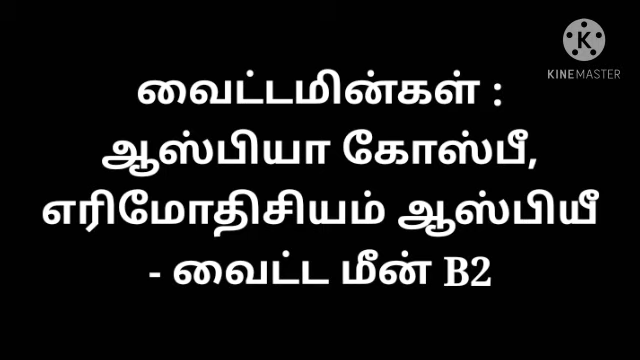 K
KINEMASTER
வைட்டமின்கள் :
ஆஸ்பியா கோஸ்பீ,
எரிமோதிசியம் ஆஸ்பியீ
- வைட்ட மீன் B2